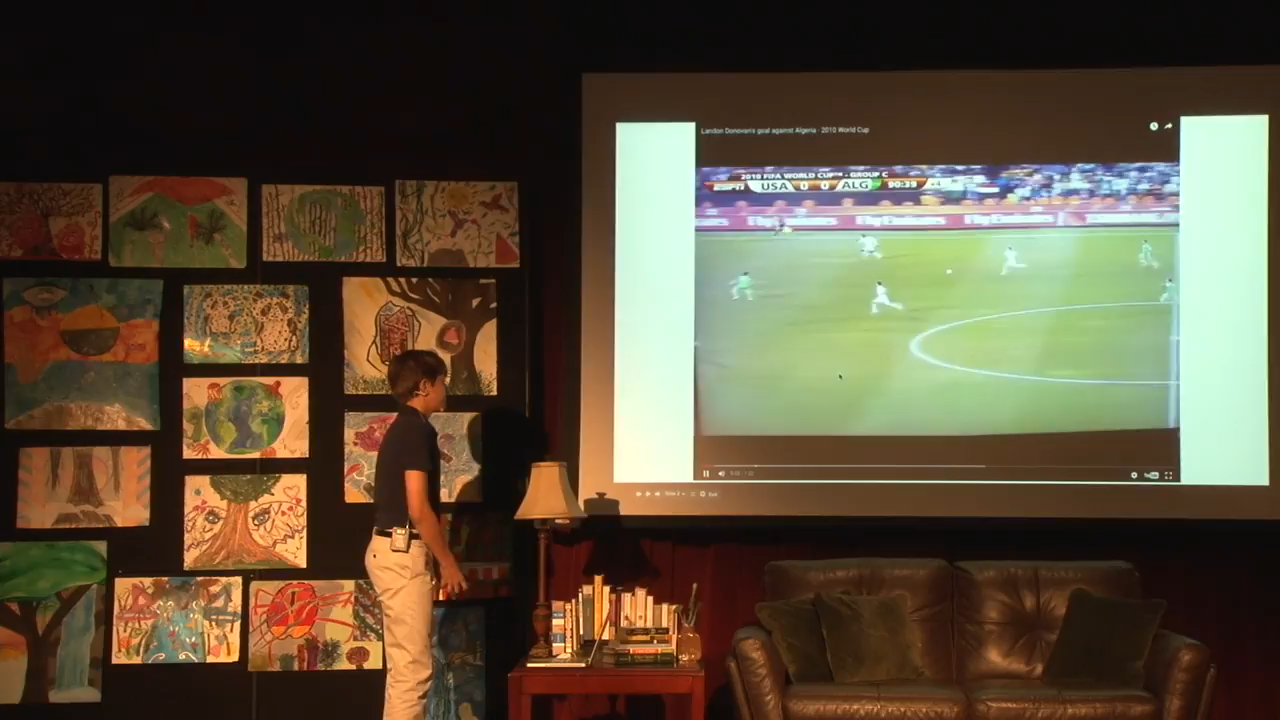 Landon Donovan's goal against Algeria - 2010 World Cup
2010 FIFA WORLD CUP™ - GROUP C
ESPN USA 0 0 ALG 90:39
Fly Emirates Fly Emirates Fly Emirates